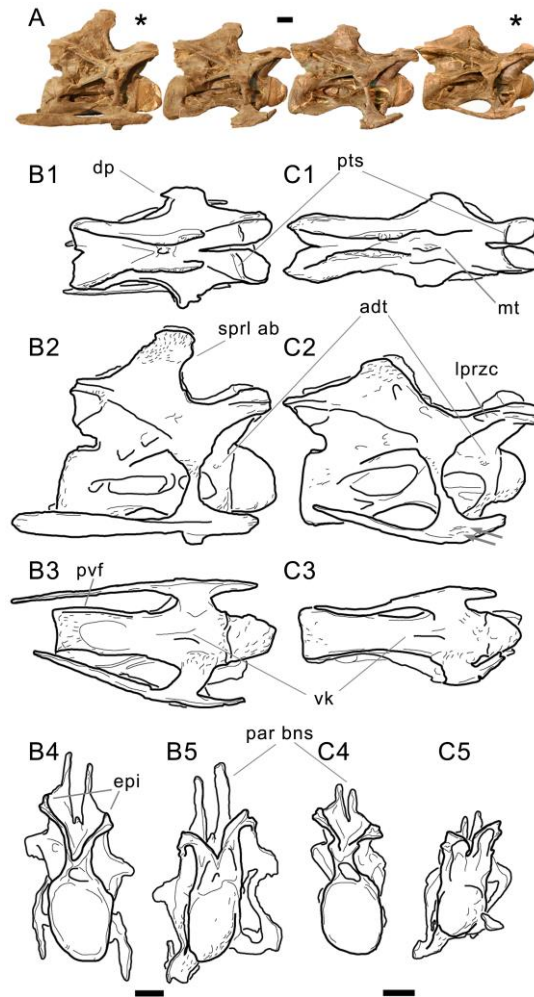 A * *
B1 dp C1 pts
mt
B2 sprl ab adt C2 lprzc
B3 pvf C3
vk
B4 epi B5 par bns C4 C5